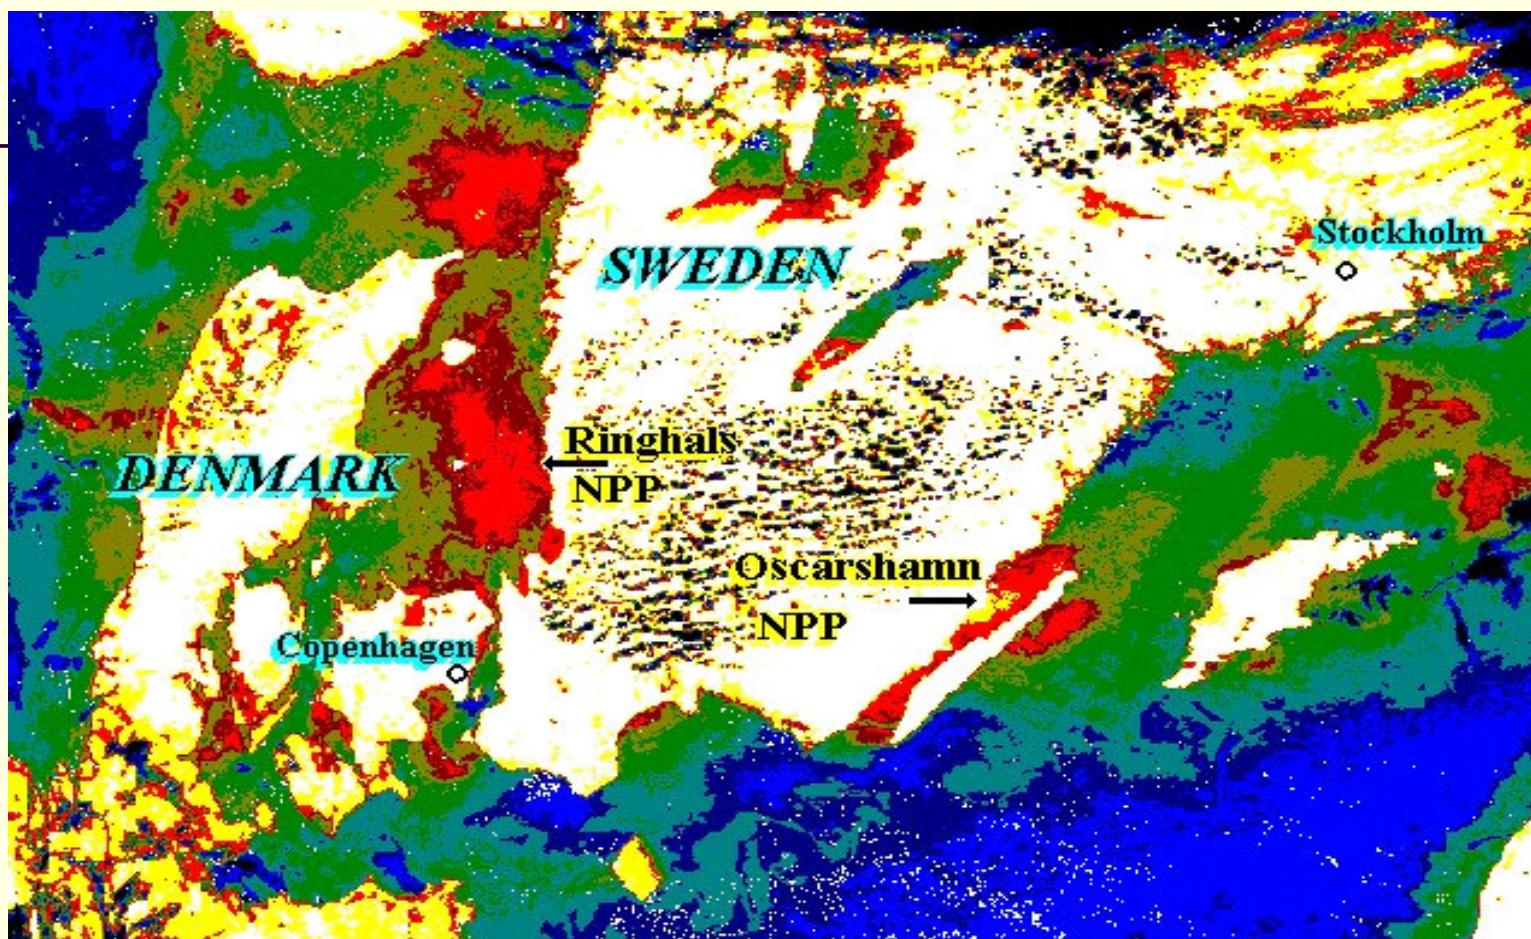 Stockholm
SWEDEN
Ringhals
NPP
DENMARK
Oscarshamn
NPP
Copenhagen